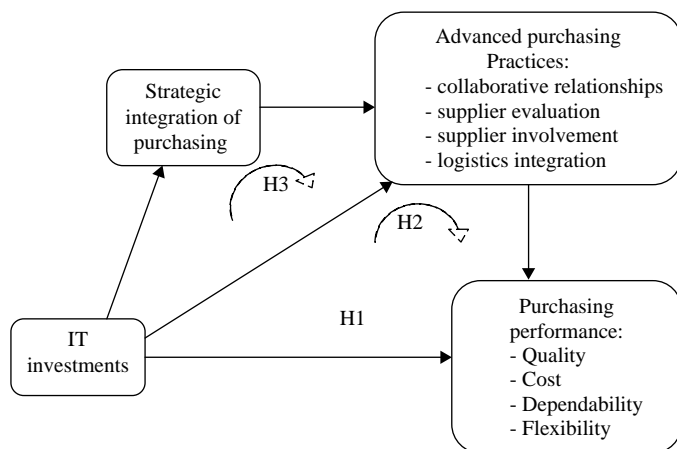 Advanced purchasing
Practices:
- collaborative relationships
- supplier evaluation
- supplier involvement
- logistics integration
Strategic
integration of
purchasing
H3
H2
H1
IT
investments
Purchasing
performance:
- Quality
- Cost
- Dependability
- Flexibility